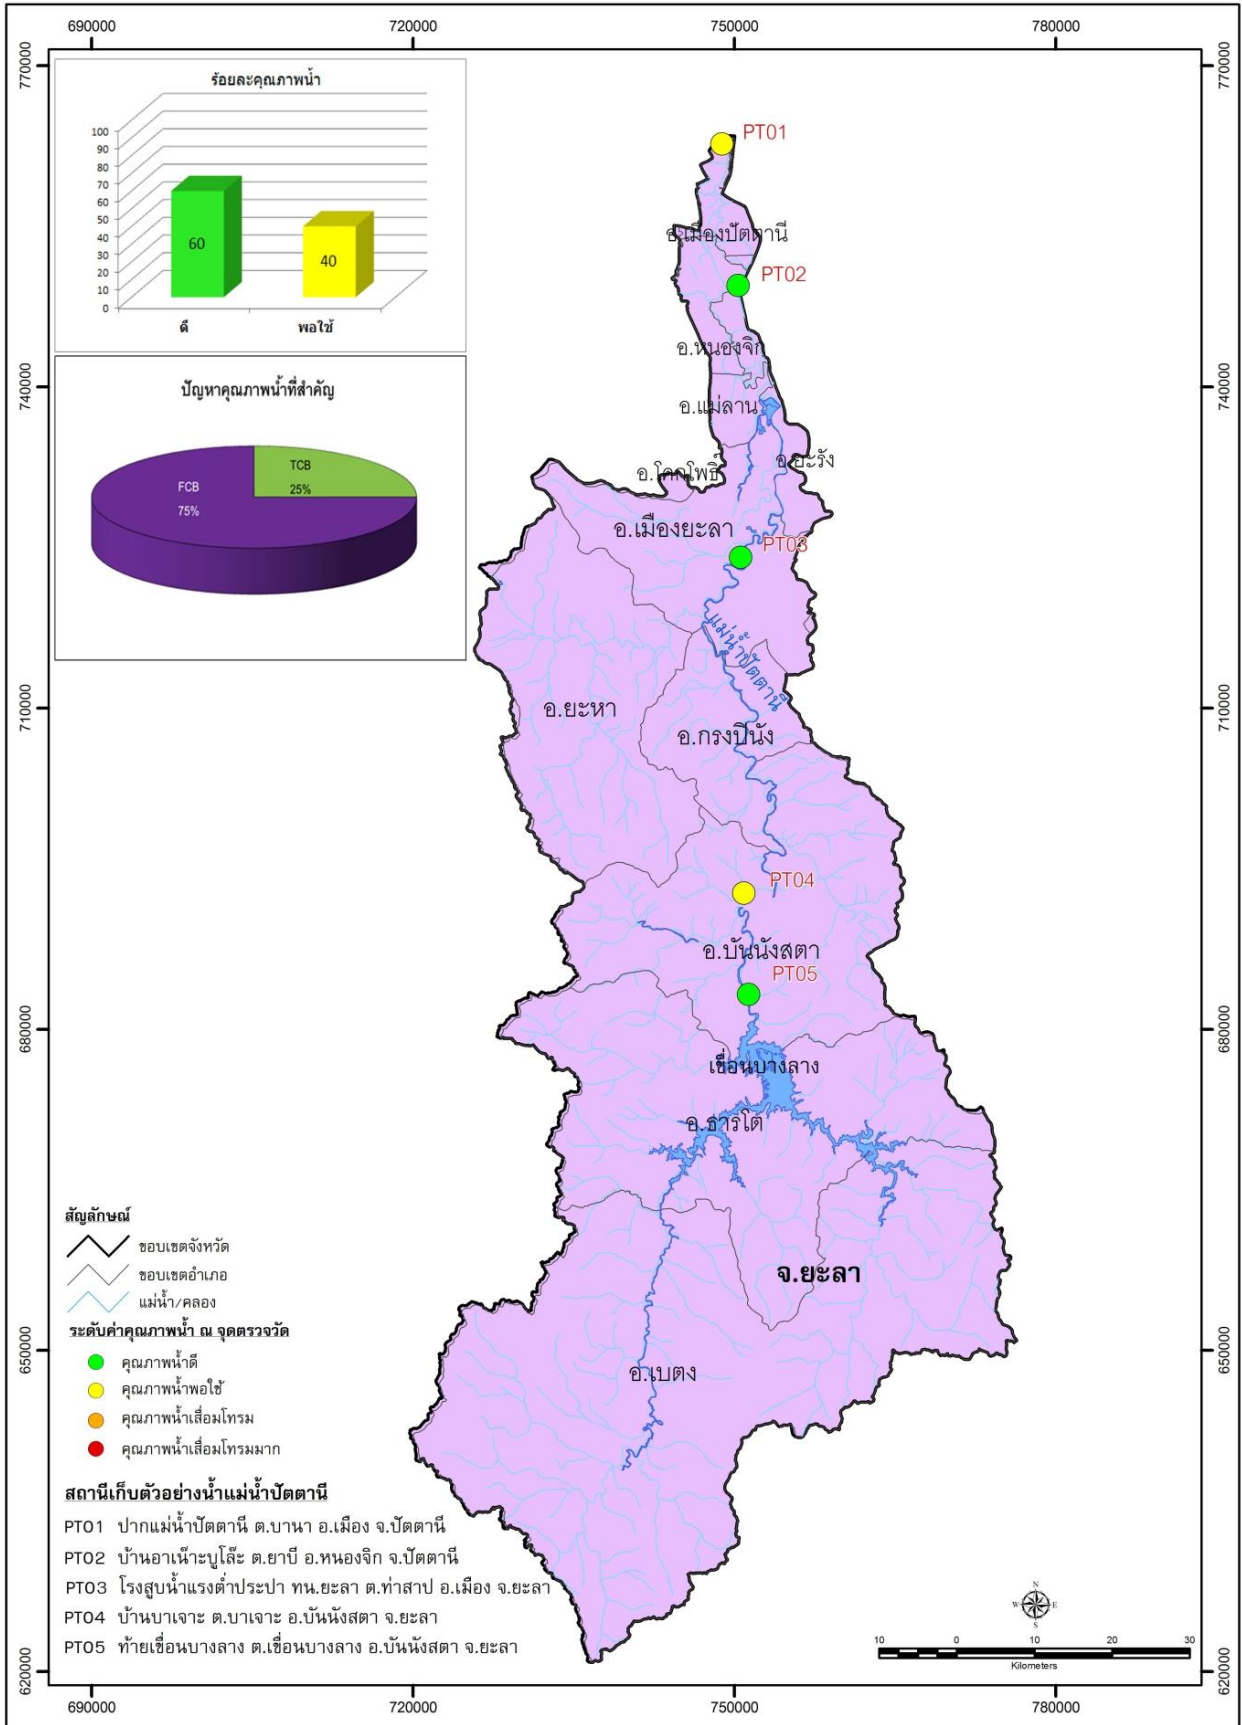 690000
720000
750000
780000
770000
770000
ร้อยละคุณภาพน้ำ
100
90
80
70
60
50
40
30
20
10
0
60
40
ดี
พอใช้
PT01
อ.เมืองปัตตานี
PT02
อ.หนองจิก
740000
740000
ปัญหาคุณภาพน้ำที่สำคัญ
อ.แม่ลาน
TCB
25%
FCB
75%
อ.โคกโพธิ์
อ.ยะรัง
อ.เมืองยะลา
PT03
แม่น้ำปัตตานี
710000
710000
อ.ยะหา
อ.กรงปินัง
PT04
อ.บันนังสตา
PT05
680000
680000
เขื่อนบางลาง
อ.ธารโต
จ.ยะลา
650000
650000
อ.เบตง
สัญลักษณ์
ขอบเขตจังหวัด
ขอบเขตอำเภอ
แม่น้ำ/คลอง
ระดับค่าคุณภาพน้ำ ณ จุดตรวจวัด
คุณภาพน้ำดี
คุณภาพน้ำพอใช้
คุณภาพน้ำเสื่อมโทรม
คุณภาพน้ำเสื่อมโทรมมาก
สถานีเก็บตัวอย่างน้ำแม่น้ำปัตตานี
PT01 ปากแม่น้ำปัตตานี ต.บานา อ.เมือง จ.ปัตตานี
PT02 บ้านอาเน๊าะบูโล๊ะ ต.ยาบี อ.หนองจิก จ.ปัตตานี
PT03 โรงสูบน้ำแรงต่ำประปา ทน.ยะลา ต.ท่าสาป อ.เมือง จ.ยะลา
PT04 บ้านบาเจาะ ต.บาเจาะ อ.บันนังสตา จ.ยะลา
PT05 ท้ายเขื่อนบางลาง ต.เขื่อนบางลาง อ.บันนังสตา จ.ยะลา
N
W E
S
10 0 10 20 30
Kilometers
620000
620000
690000
720000
750000
780000